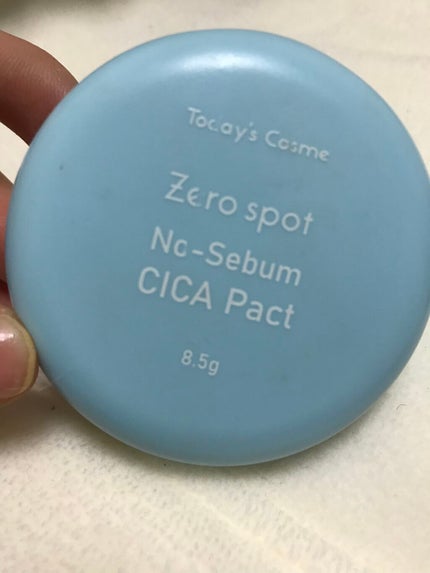 Today's Cosme
Zero spot
No-Sebum
CICA Pact
8.5g